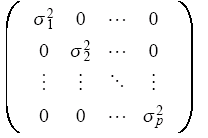 σ₁² 0 ⋯ 0
0 σ₂² ⋯ 0
⋮ ⋮ ⋱ ⋮
0 0 ⋯ σₚ²